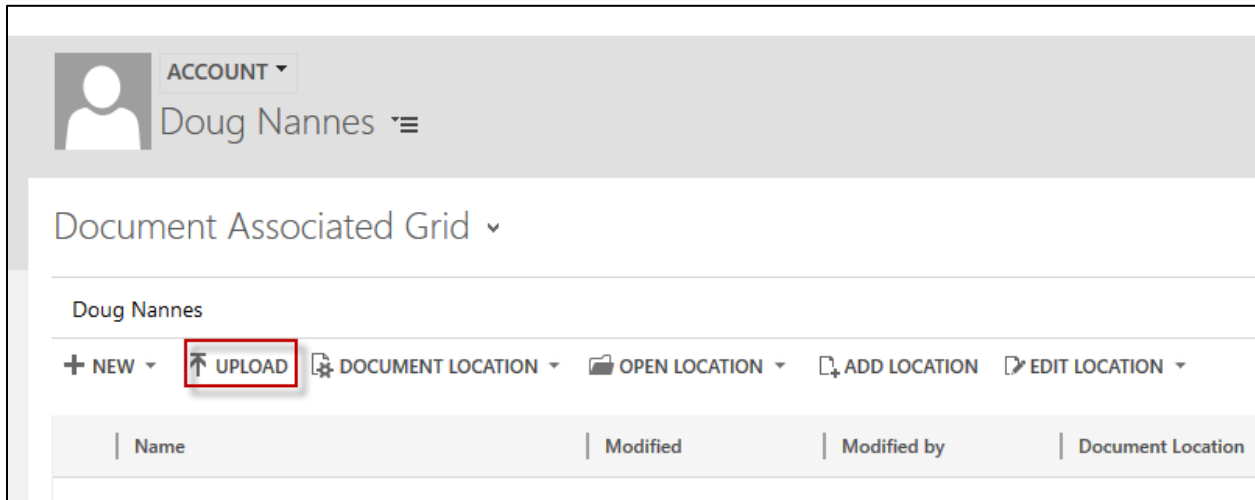 ACCOUNT
Doug Nannes
Document Associated Grid
Doug Nannes
NEW UPLOAD DOCUMENT LOCATION OPEN LOCATION ADD LOCATION EDIT LOCATION
Name Modified Modified by Document Location